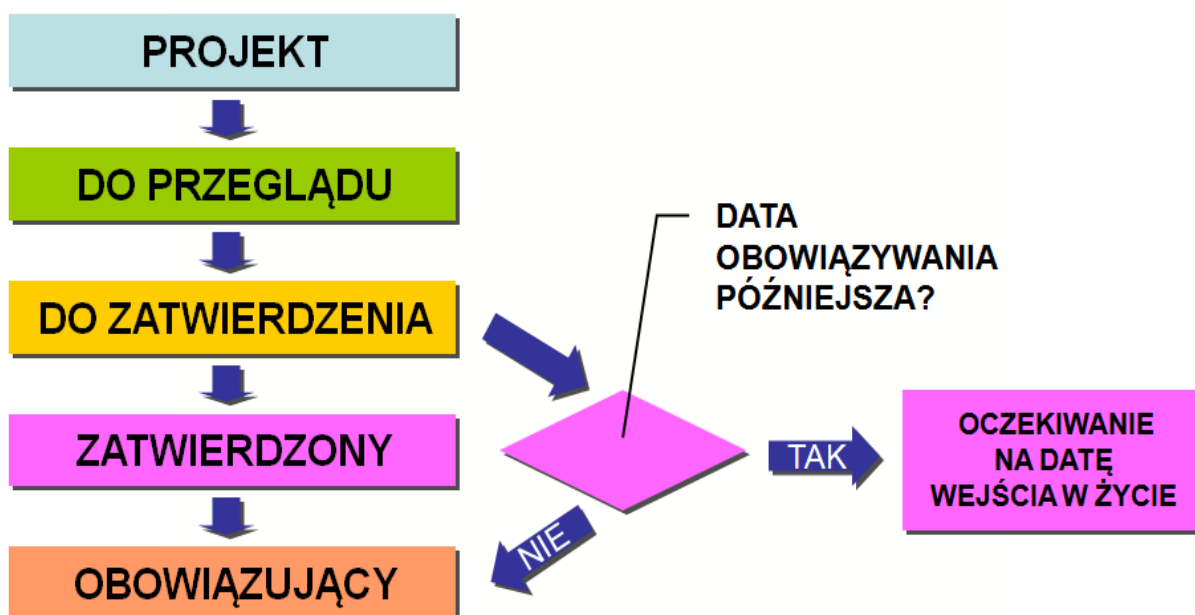 PROJEKT
DO PRZEGLĄDU
DO ZATWIERDZENIA
ZATWIERDZONY
OBOWIĄZUJĄCY
DATA
OBOWIĄZYWANIA
PÓŹNIEJSZA?
TAK
NIE
OCZEKIWANIE
NA DATĘ
WEJŚCIA W ŻYCIE